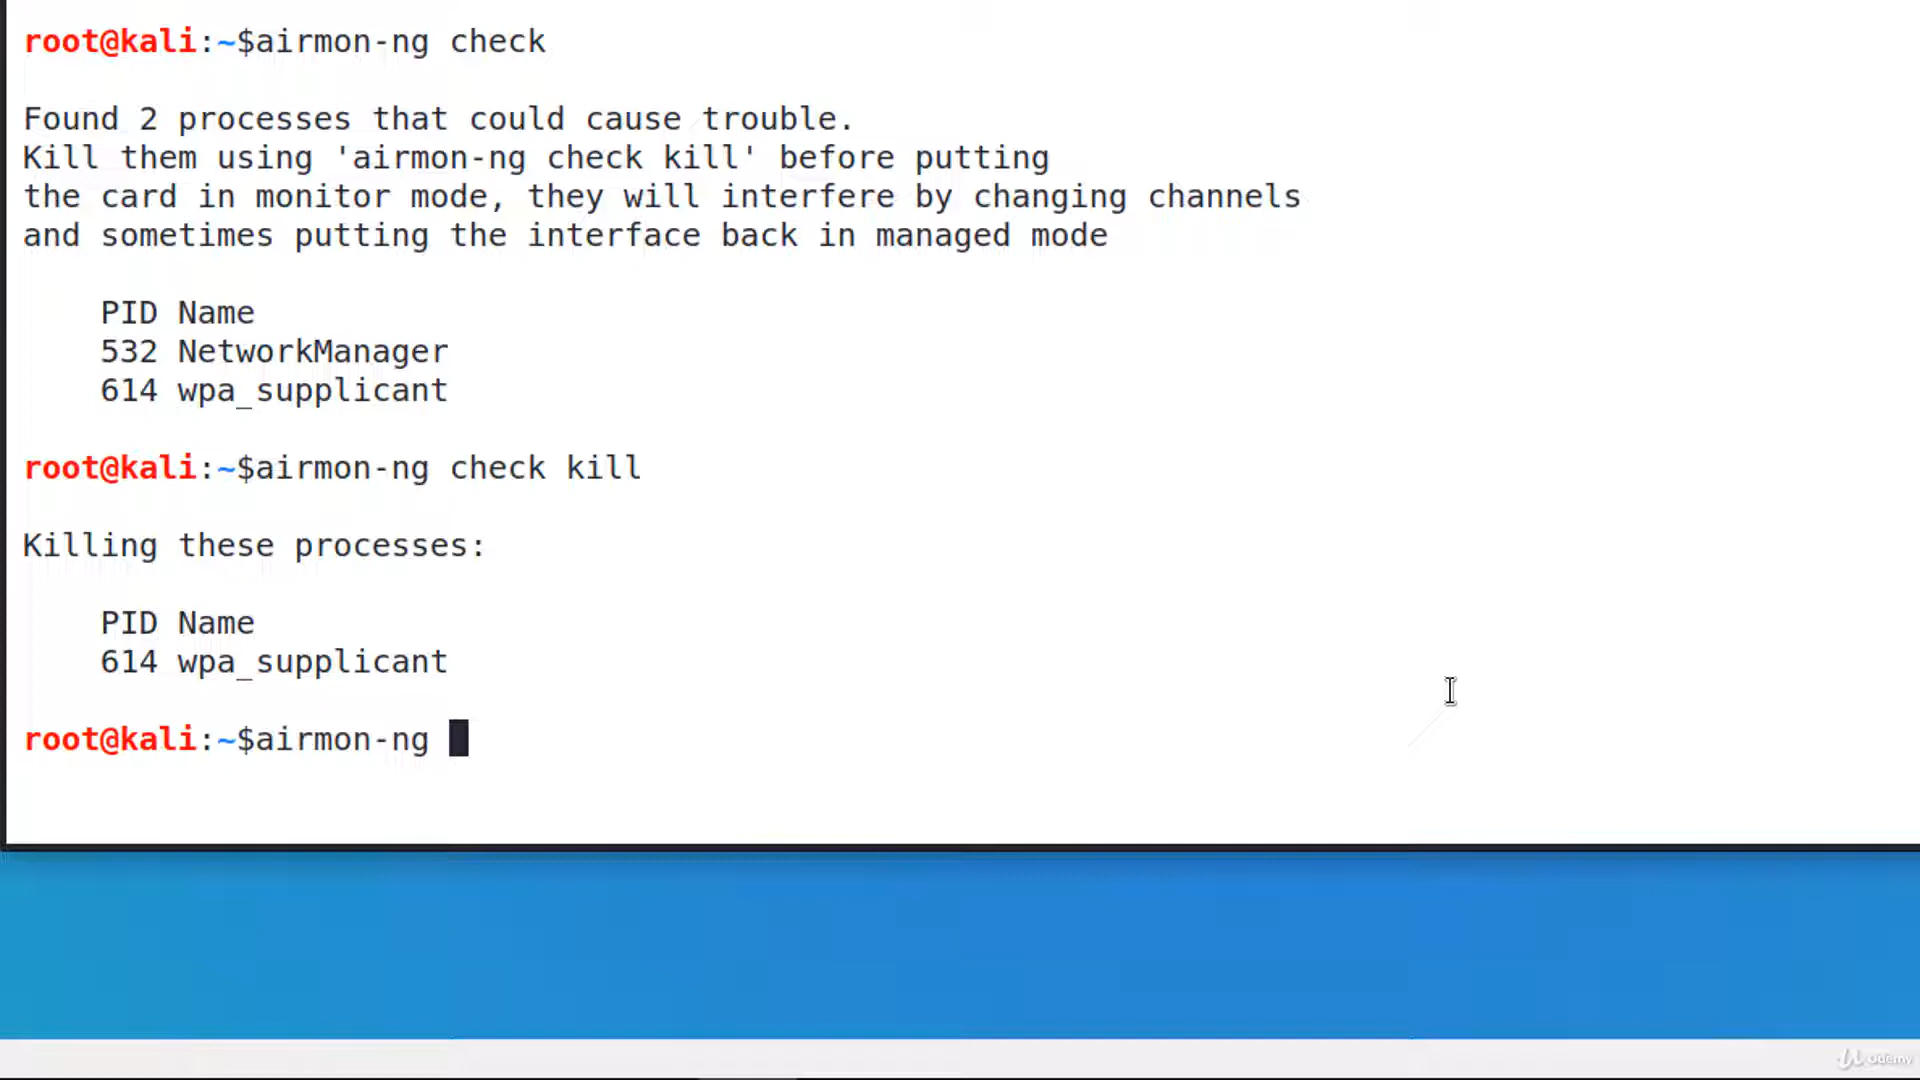 root@kali:~$airmon-ng check
Found 2 processes that could cause trouble.
Kill them using 'airmon-ng check kill' before putting
the card in monitor mode, they will interfere by changing channels
and sometimes putting the interface back in managed mode
PID Name
532 NetworkManager
614 wpa_supplicant
root@kali:~$airmon-ng check kill
Killing these processes:
PID Name
614 wpa_supplicant
root@kali:~$airmon-ng
Udemy